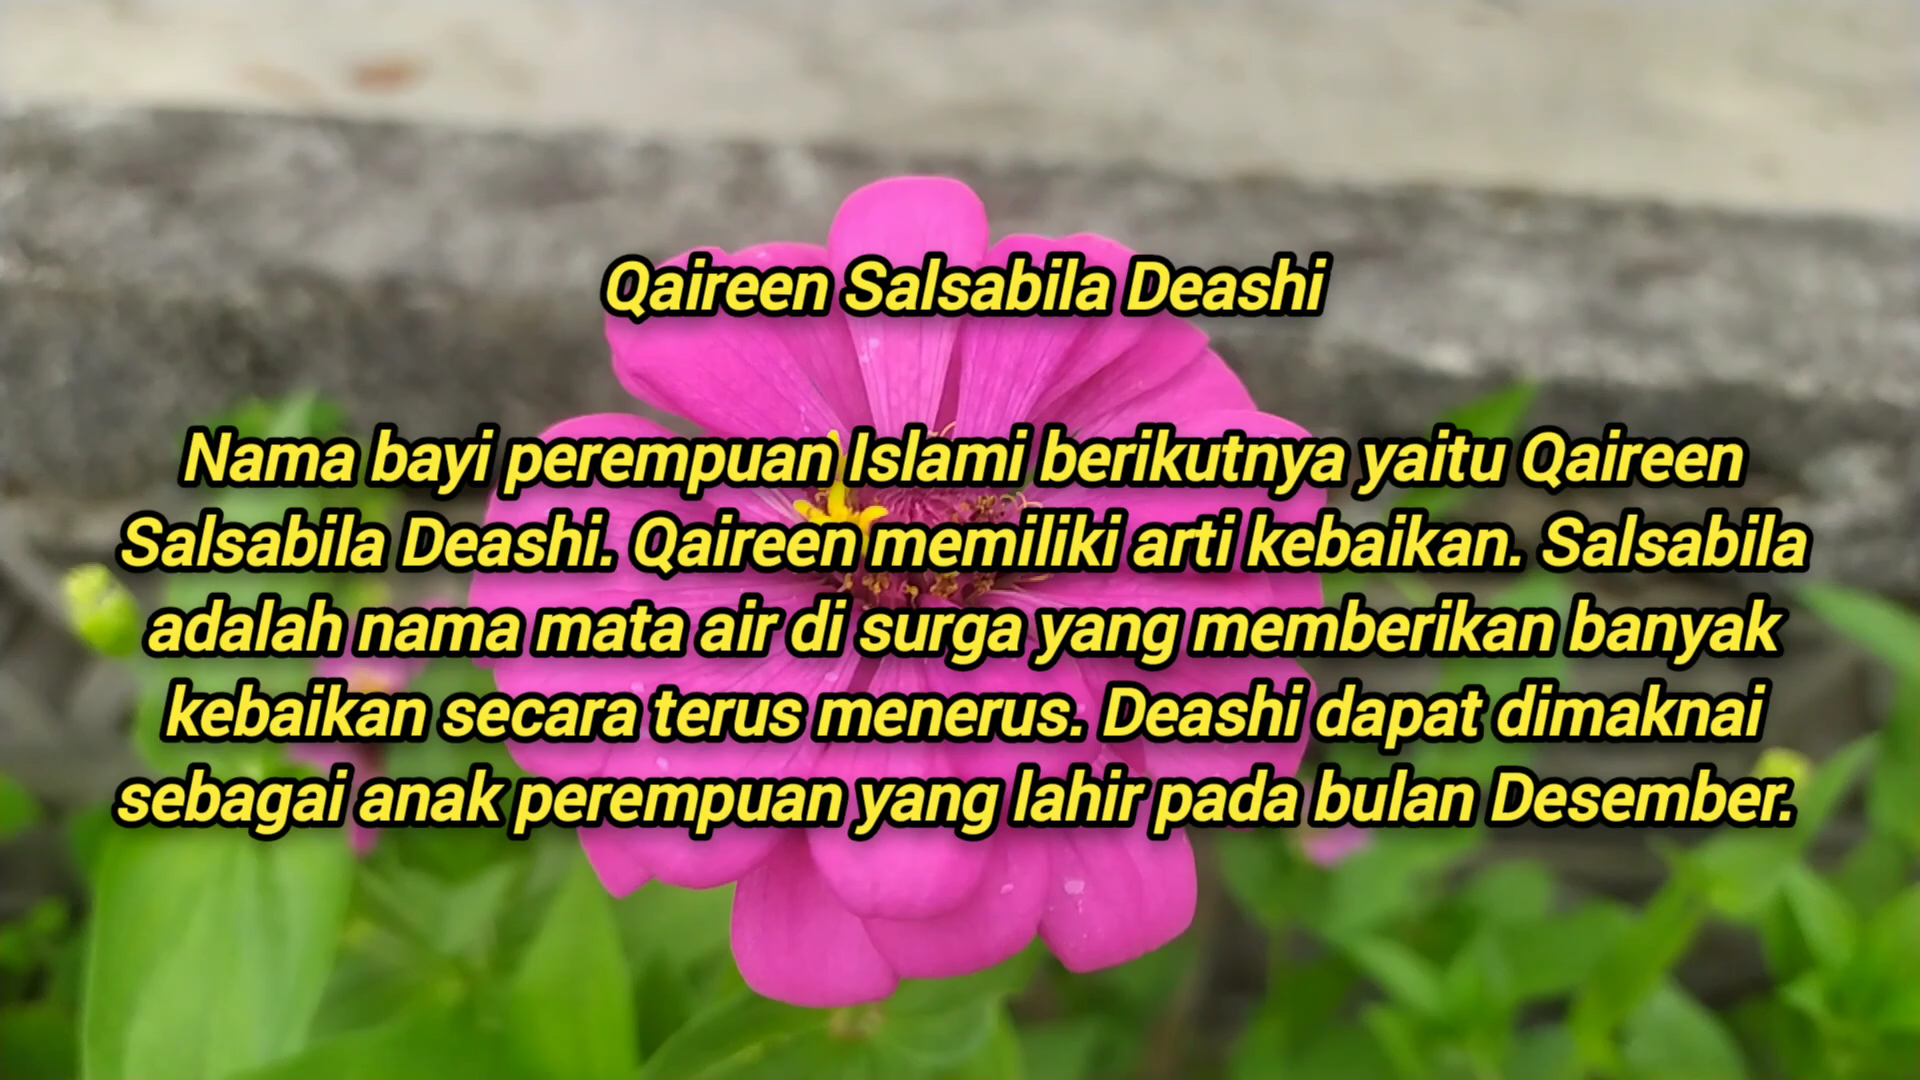 Qaireen Salsabila Deashi
Nama bayi perempuan Islami berikutnya yaitu Qaireen
Salsabila Deashi. Qaireen memiliki arti kebaikan. Salsabila
adalah nama mata air di surga yang memberikan banyak
kebaikan secara terus menerus. Deashi dapat dimaknai
sebagai anak perempuan yang lahir pada bulan Desember.